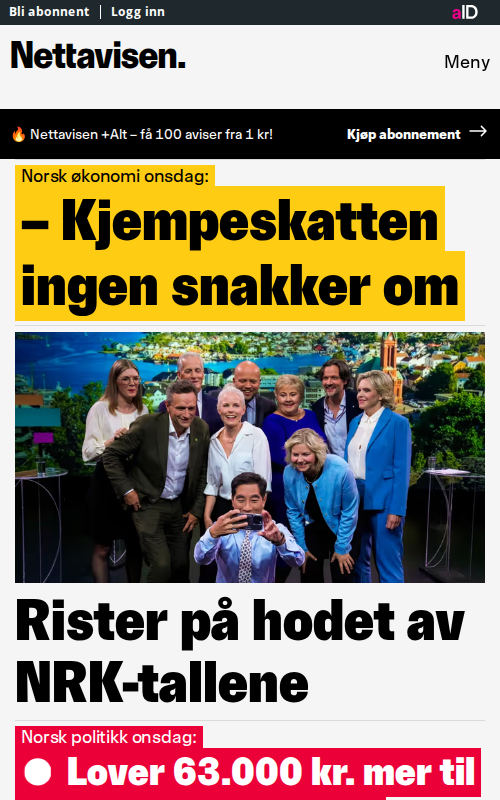 Bli abonnent
Logg inn
aID
Nettavisen.
Meny
🔥 Nettavisen +Alt – få 100 aviser fra 1 kr!
Kjøp abonnement →
Norsk økonomi onsdag:
– Kjempeskatten
ingen snakker om
Rister på hodet av
NRK-tallene
Norsk politikk onsdag:
● Lover 63.000 kr. mer til